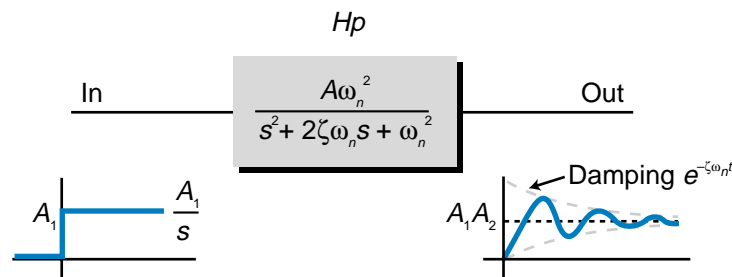 Hp
In
Aωₙ²
s² + 2ζωₙs + ωₙ²
Out
A₁
A₁
s
Damping e^{−ζωₙt}
A₁A₂